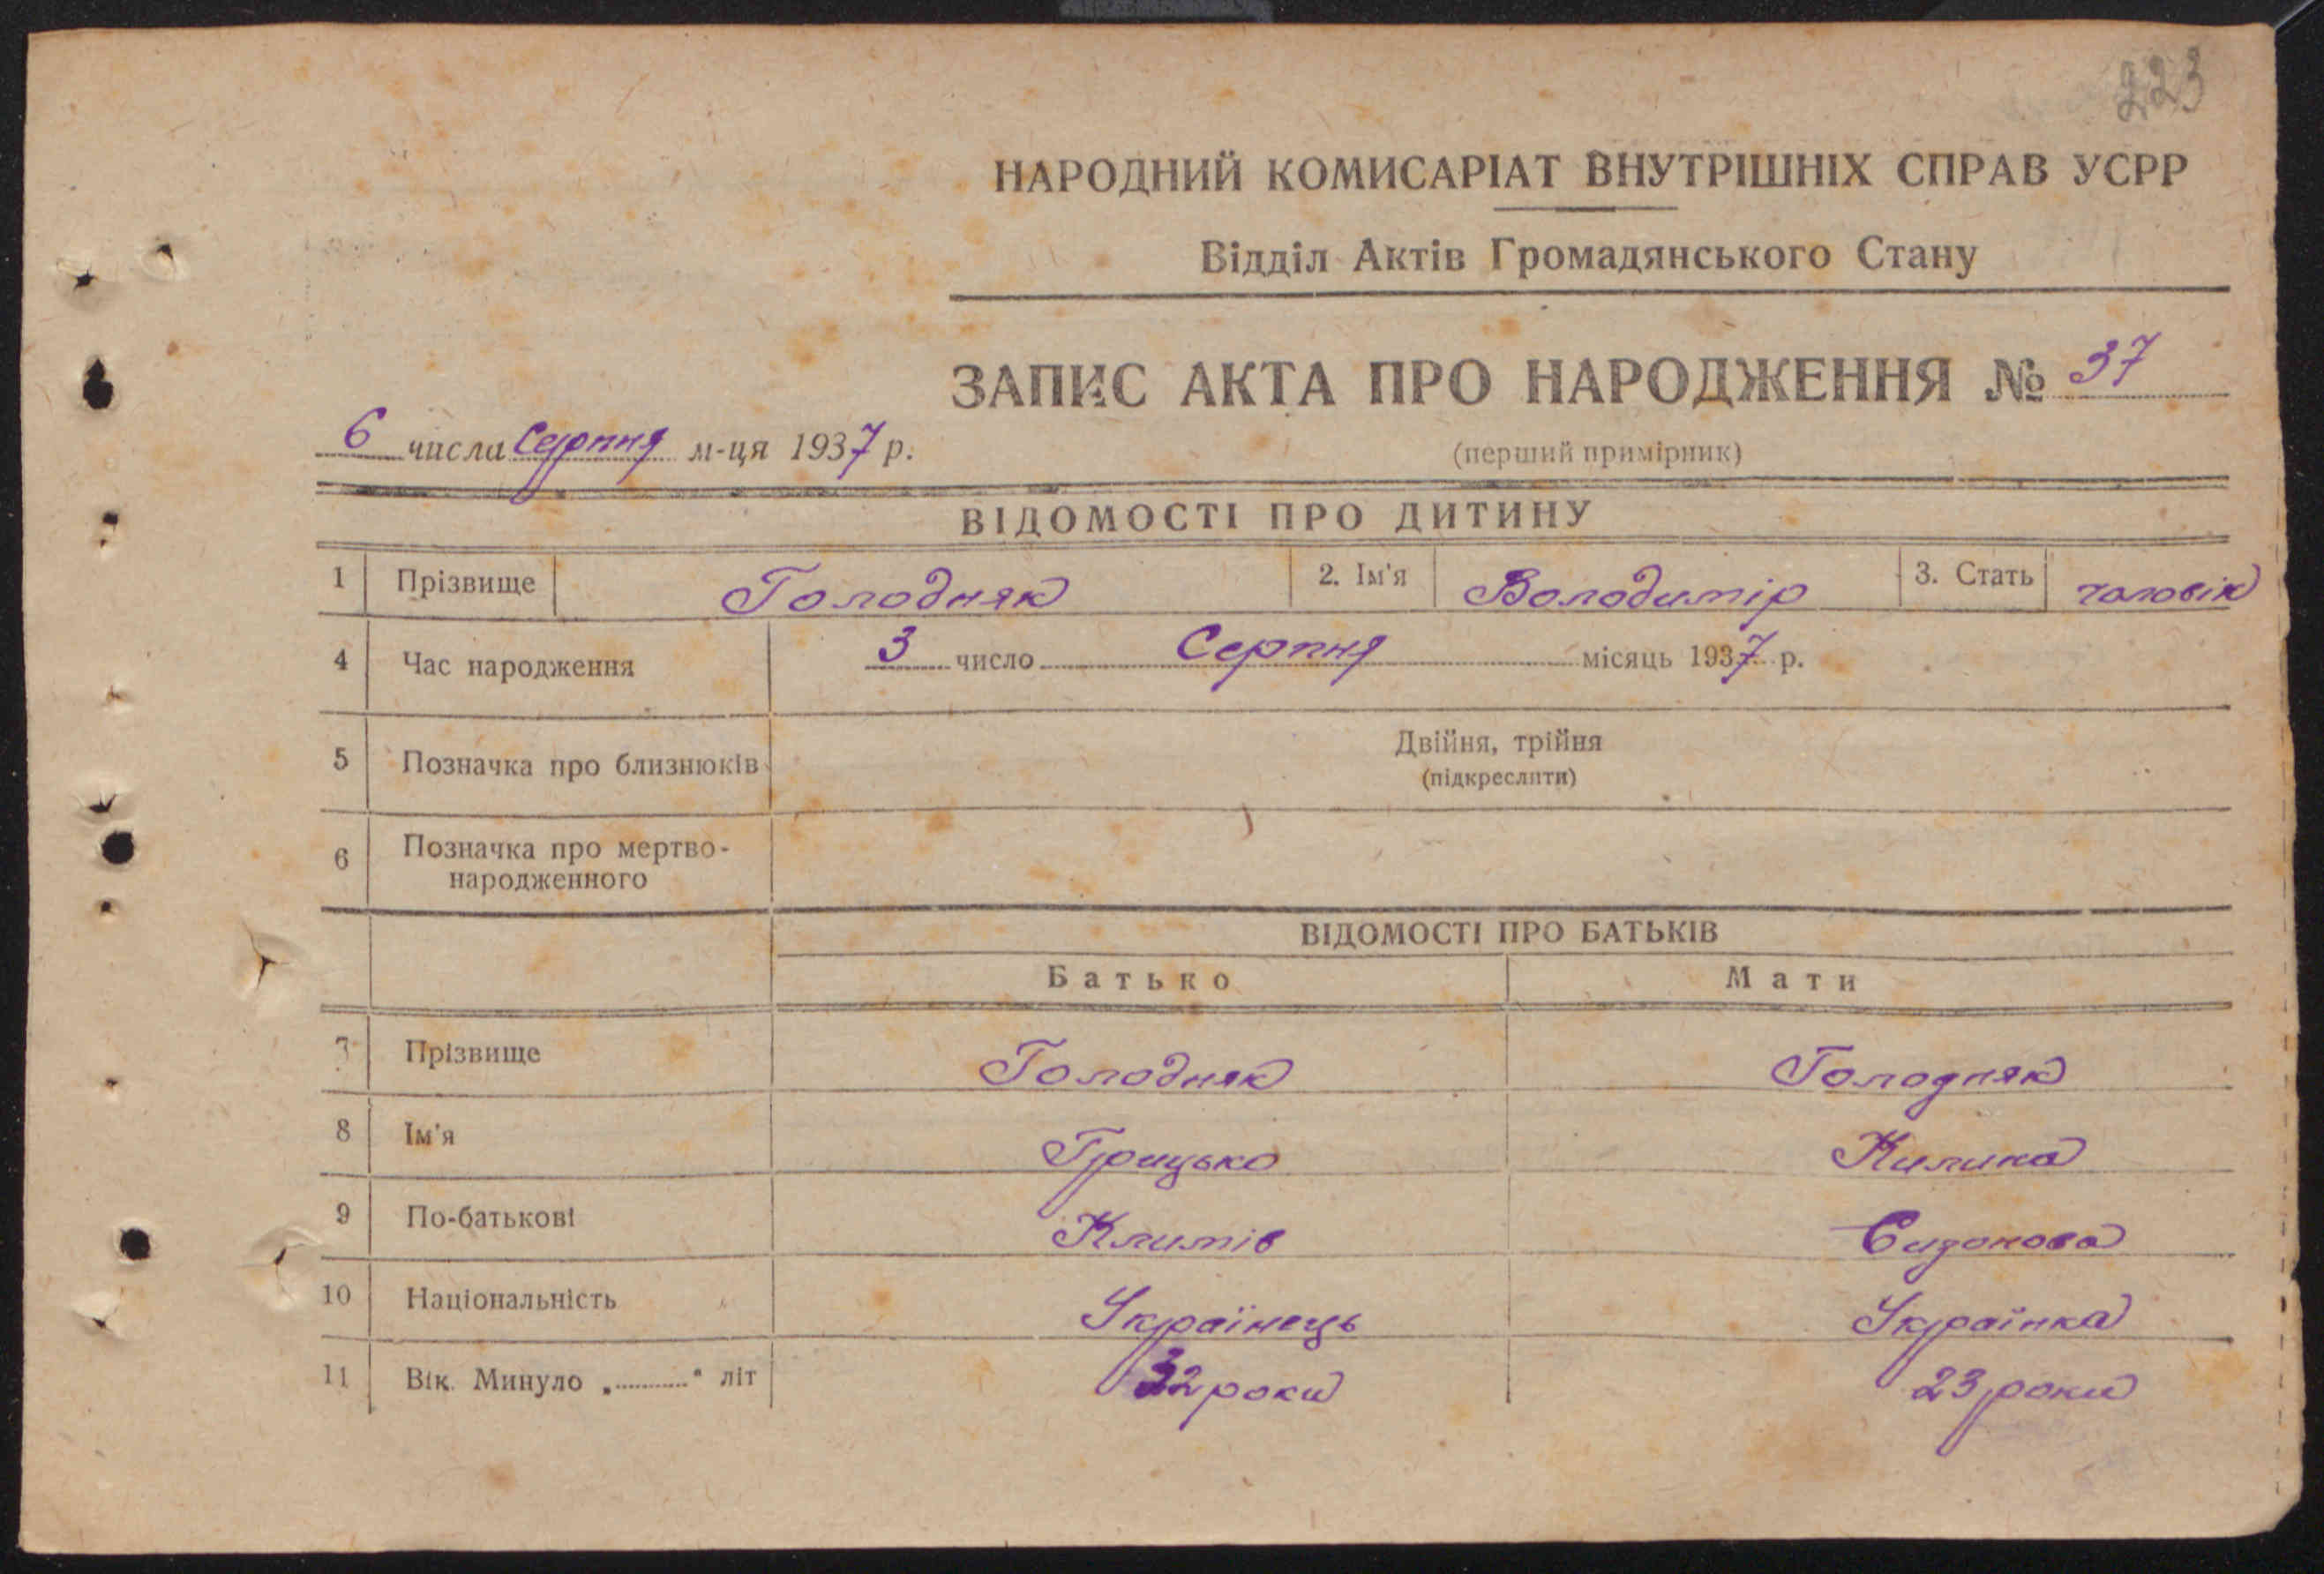 223
НАРОДНИЙ КОМИСАРІАТ ВНУТРІШНІХ СПРАВ УСРР
Відділ Актів Громадянського Стану
ЗАПИС АКТА ПРО НАРОДЖЕННЯ № 37
6 числа Серпня м-ця 1937 р.
(перший примірник)
ВІДОМОСТІ ПРО ДИТИНУ
1 Прізвище Голодняк 2. Ім'я Володимір 3. Стать чоловік
4 Час народження 3 число Серпня місяць 1937 р.
Двійня, трійня
5 Позначка про близнюків
(підкреслити)
6 Позначка про мертво-
народженного
ВІДОМОСТІ ПРО БАТЬКІВ
Батько Мати
7 Прізвище Голодняк Голодняк
8 Ім'я Грицько Килина
9 По-батькові Климів
10 Національність Українець Українка
11 Вік. Минуло „ " літ 32 роки 23 роки